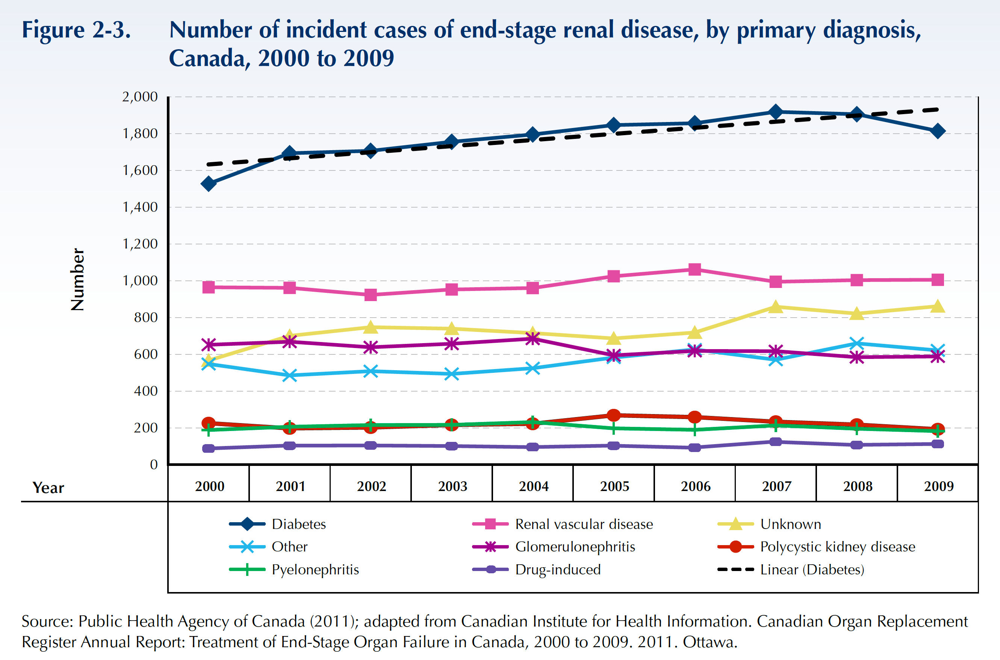 Figure 2-3. Number of incident cases of end-stage renal disease, by primary diagnosis,
Canada, 2000 to 2009
Number
2,000
1,800
1,600
1,400
1,200
1,000
800
600
400
200
0
Year 2000 2001 2002 2003 2004 2005 2006 2007 2008 2009
Diabetes Renal vascular disease Unknown
Other Glomerulonephritis Polycystic kidney disease
Pyelonephritis Drug-induced Linear (Diabetes)
Source: Public Health Agency of Canada (2011); adapted from Canadian Institute for Health Information. Canadian Organ Replacement
Register Annual Report: Treatment of End-Stage Organ Failure in Canada, 2000 to 2009. 2011. Ottawa.